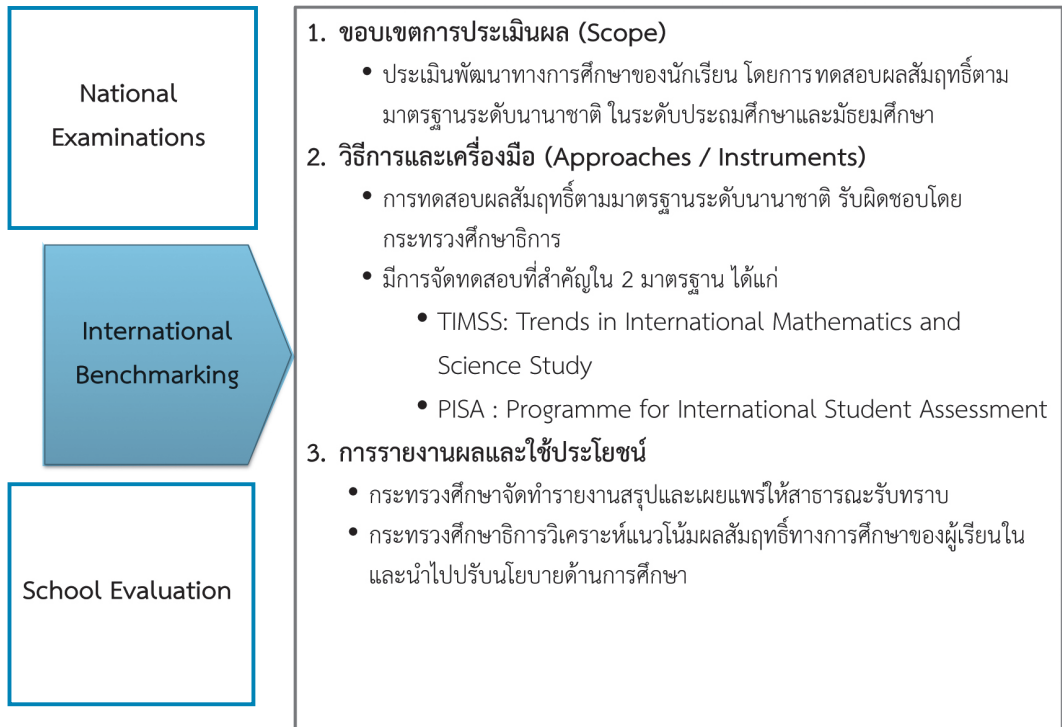 National
Examinations
International
Benchmarking
School Evaluation
1. ขอบเขตการประเมินผล (Scope)
• ประเมินพัฒนาทางการศึกษาของนักเรียน โดยการทดสอบผลสัมฤทธิ์ตาม
มาตรฐานระดับนานาชาติ ในระดับประถมศึกษาและมัธยมศึกษา
2. วิธีการและเครื่องมือ (Approaches / Instruments)
• การทดสอบผลสัมฤทธิ์ตามมาตรฐานระดับนานาชาติ รับผิดชอบโดย
กระทรวงศึกษาธิการ
• มีการจัดทดสอบที่สำคัญใน 2 มาตรฐาน ได้แก่
• TIMSS: Trends in International Mathematics and
Science Study
• PISA : Programme for International Student Assessment
3. การรายงานผลและใช้ประโยชน์
• กระทรวงศึกษาจัดทำรายงานสรุปและเผยแพร่ให้สาธารณะรับทราบ
• กระทรวงศึกษาธิการวิเคราะห์แนวโน้มผลสัมฤทธิ์ทางการศึกษาของผู้เรียนใน
และนำไปปรับนโยบายด้านการศึกษา